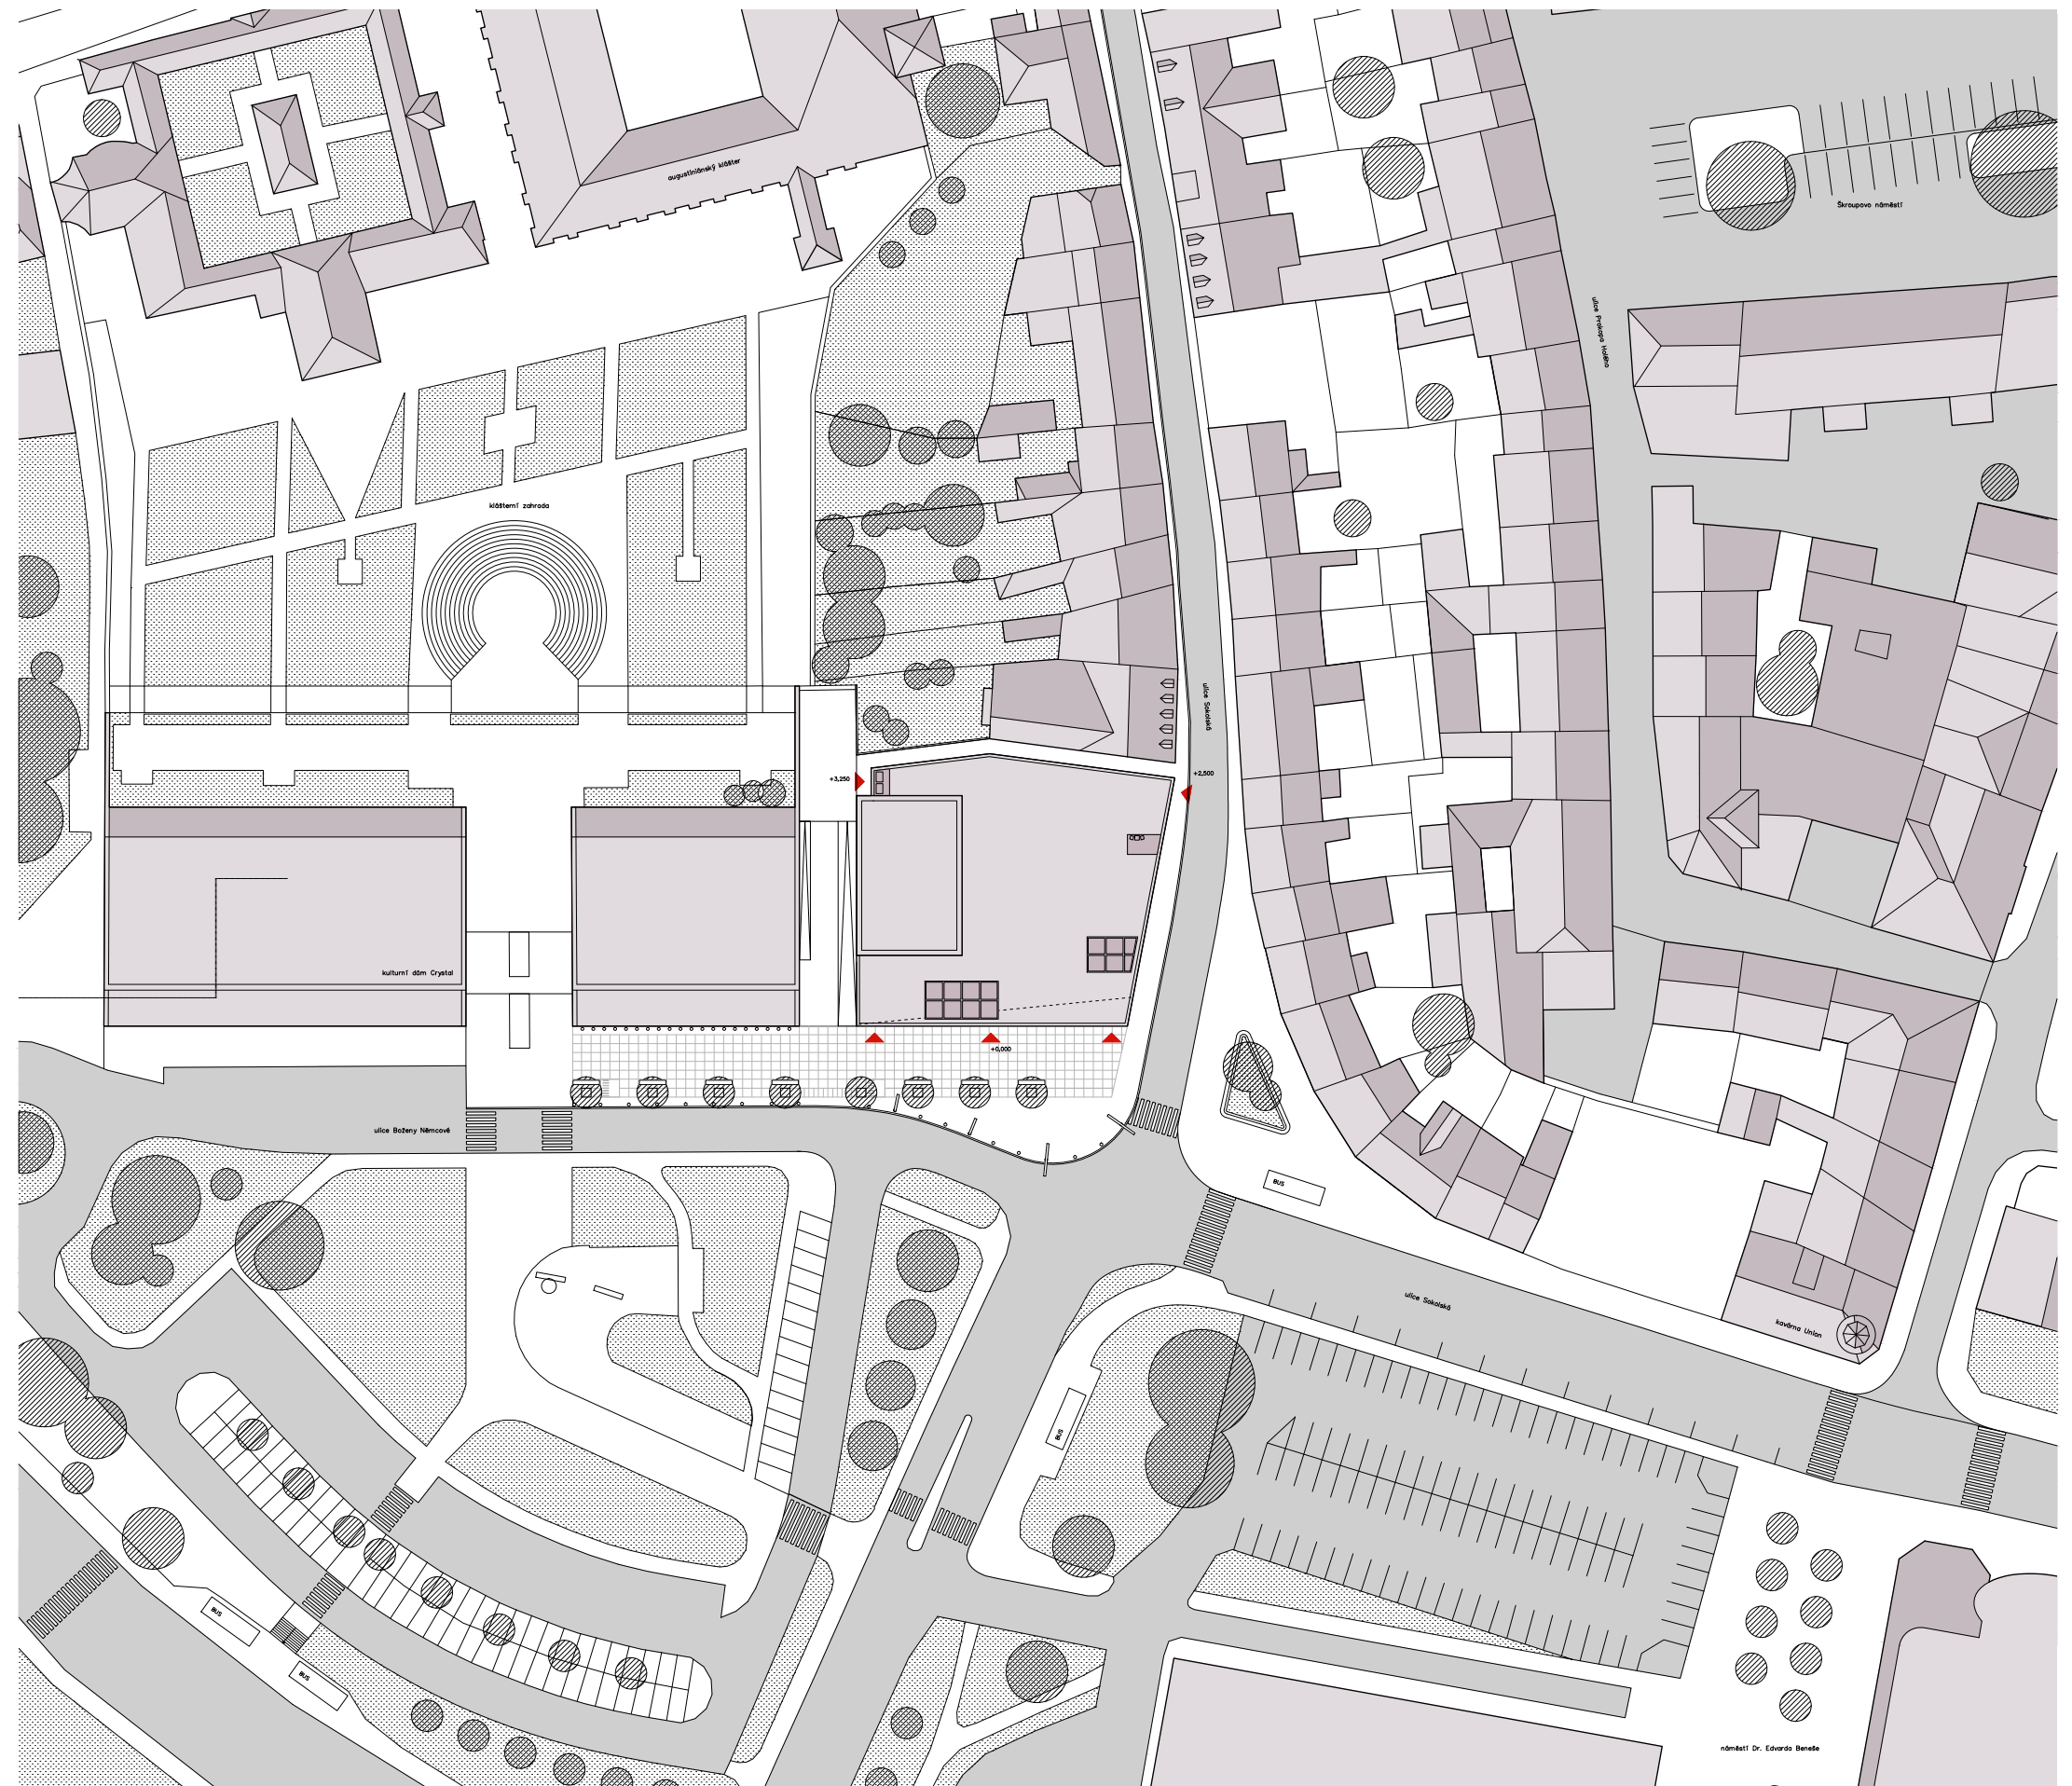 augustiniánský klášter
Škroupovo náměstí
ulice Prokopa Holého
klášterní zahrada
ulice Sokolská
+3,250
+2,500
kulturní dům Crystal
+0,000
ulice Boženy Němcové
BUS
ulice Sokolská
kavárna Union
BUS
BUS
BUS
náměstí Dr. Edvarda Beneše